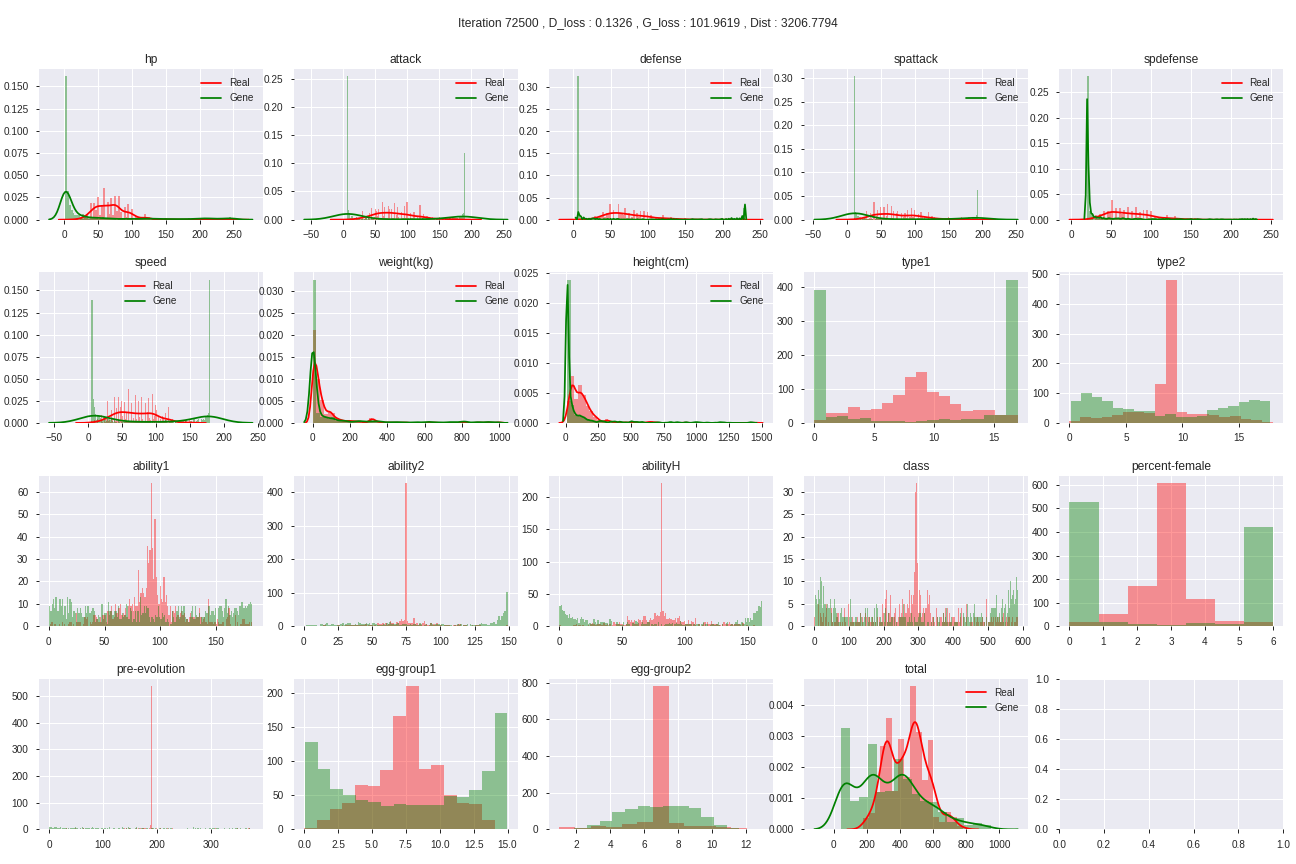 Iteration 72500 , D_loss : 0.1326 , G_loss : 101.9619 , Dist : 3206.7794
hp attack defense spattack spdefense
Real Real Real Real Real
Gene Gene Gene Gene Gene
0.150 0.25 0.30 0.30 0.25
0.125 0.20 0.25 0.25 0.20
0.100 0.15 0.20 0.20 0.15
0.075 0.10 0.15 0.15 0.10
0.050 0.05 0.10 0.10 0.05
0.025 0.00 0.05 0.05 0.00
0.000 0.00 0.00
0 50 100 150 200 250 −50 0 50 100 150 200 250 0 50 100 150 200 250 −50 0 50 100 150 200 250 0 50 100 150 200 250
speed weight(kg) height(cm) type1 type2
Real Real Real
Gene Gene Gene
0.150 0.030 0.025 400 500
0.125 0.025 0.020 300 400
0.100 0.020 0.015 200 300
0.075 0.015 0.010 100 200
0.050 0.010 0.005 0 100
0.025 0.005 0.000 0
0.000 0.000
−50 0 50 100 150 200 250 0 200 400 600 800 1000 0 250 500 750 1000 1250 1500 0 5 10 15 0 5 10 15
ability1 ability2 abilityH class percent-female
60 400 200 30 600
50 300 150 25 500
40 200 100 20 400
30 100 50 15 300
20 0 0 10 200
10 5 100
0 0 0
0 50 100 150 0 25 50 75 100 125 150 0 50 100 150 0 100 200 300 400 500 600 0 1 2 3 4 5 6
pre-evolution egg-group1 egg-group2 total
Real
Gene
500 200 800 0.004 1.0
400 150 600 0.003 0.8
300 100 400 0.002 0.6
200 50 200 0.001 0.4
100 0 0 0.000 0.2
0 0.0
0 100 200 300 0.0 2.5 5.0 7.5 10.0 12.5 15.0 2 4 6 8 10 12 0 200 400 600 800 1000 0.0 0.2 0.4 0.6 0.8 1.0